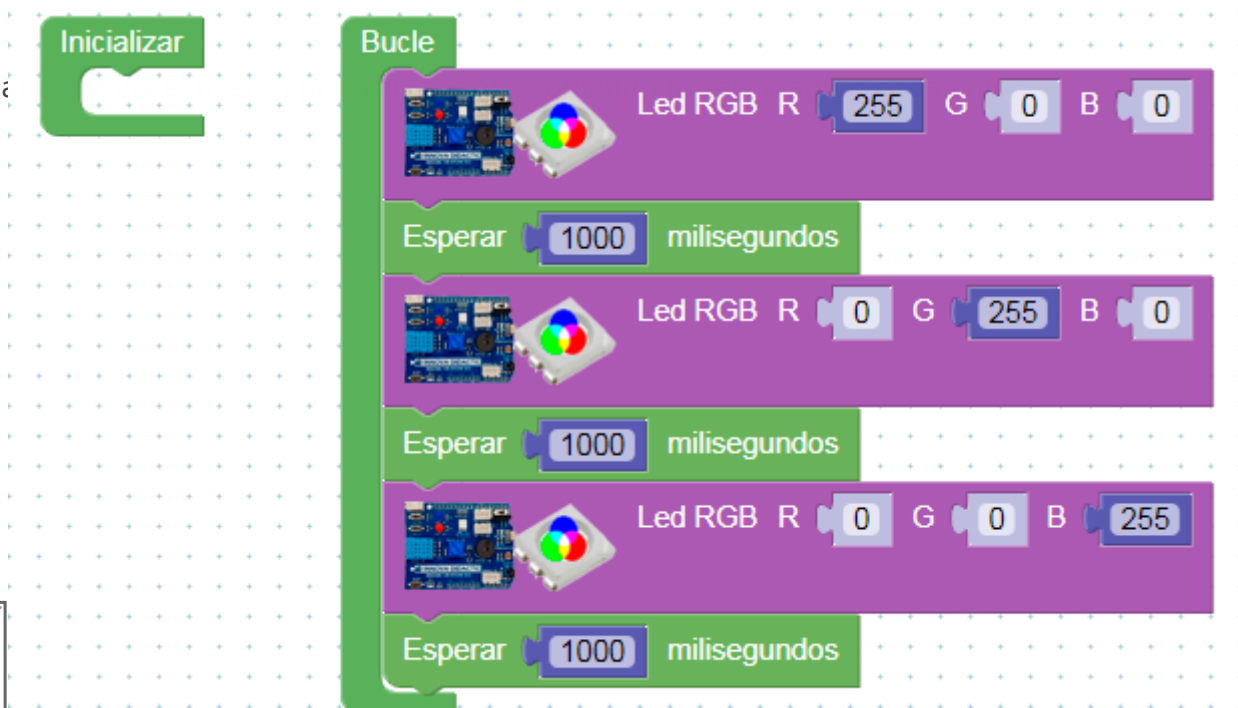 Inicializar
Bucle
Led RGB R 255 G 0 B 0
Esperar 1000 milisegundos
Led RGB R 0 G 255 B 0
Esperar 1000 milisegundos
Led RGB R 0 G 0 B 255
Esperar 1000 milisegundos